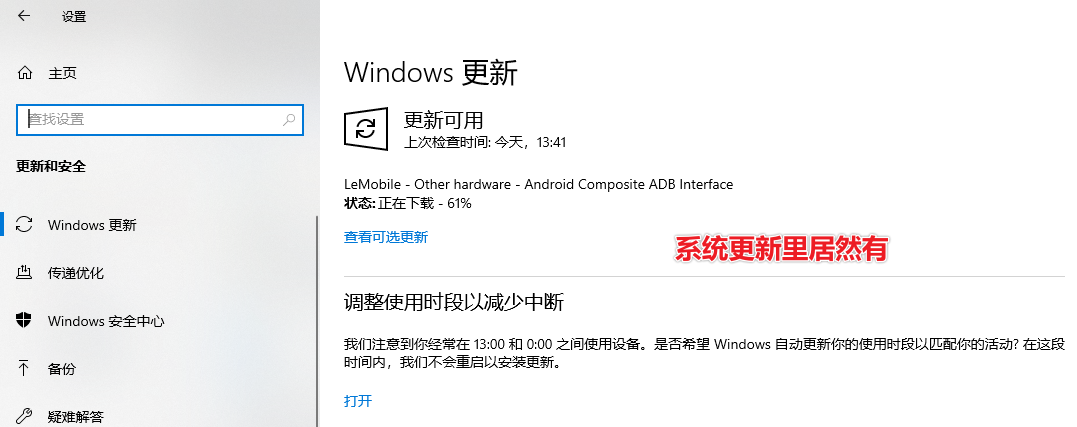 设置
主页
查找设置
更新和安全
Windows 更新
传递优化
Windows 安全中心
备份
疑难解答
Windows 更新
更新可用
上次检查时间: 今天，13:41
LeMobile - Other hardware - Android Composite ADB Interface
状态: 正在下载 - 61%
查看可选更新
系统更新里居然有
调整使用时段以减少中断
我们注意到你经常在 13:00 和 0:00 之间使用设备。是否希望 Windows 自动更新你的使用时段以匹配你的活动? 在这段
时间内，我们不会重启以安装更新。
打开